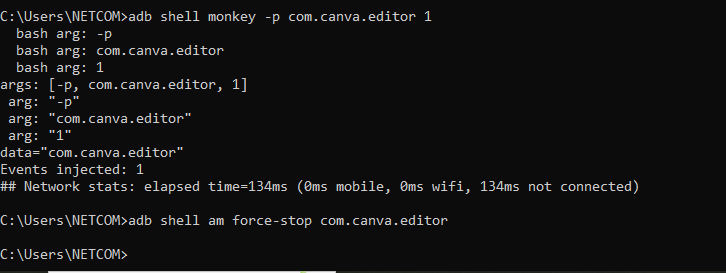 C:\Users\NETCOM>adb shell monkey -p com.canva.editor 1
  bash arg: -p
  bash arg: com.canva.editor
  bash arg: 1
args: [-p, com.canva.editor, 1]
 arg: "-p"
 arg: "com.canva.editor"
 arg: "1"
data="com.canva.editor"
Events injected: 1
## Network stats: elapsed time=134ms (0ms mobile, 0ms wifi, 134ms not connected)
C:\Users\NETCOM>adb shell am force-stop com.canva.editor
C:\Users\NETCOM>